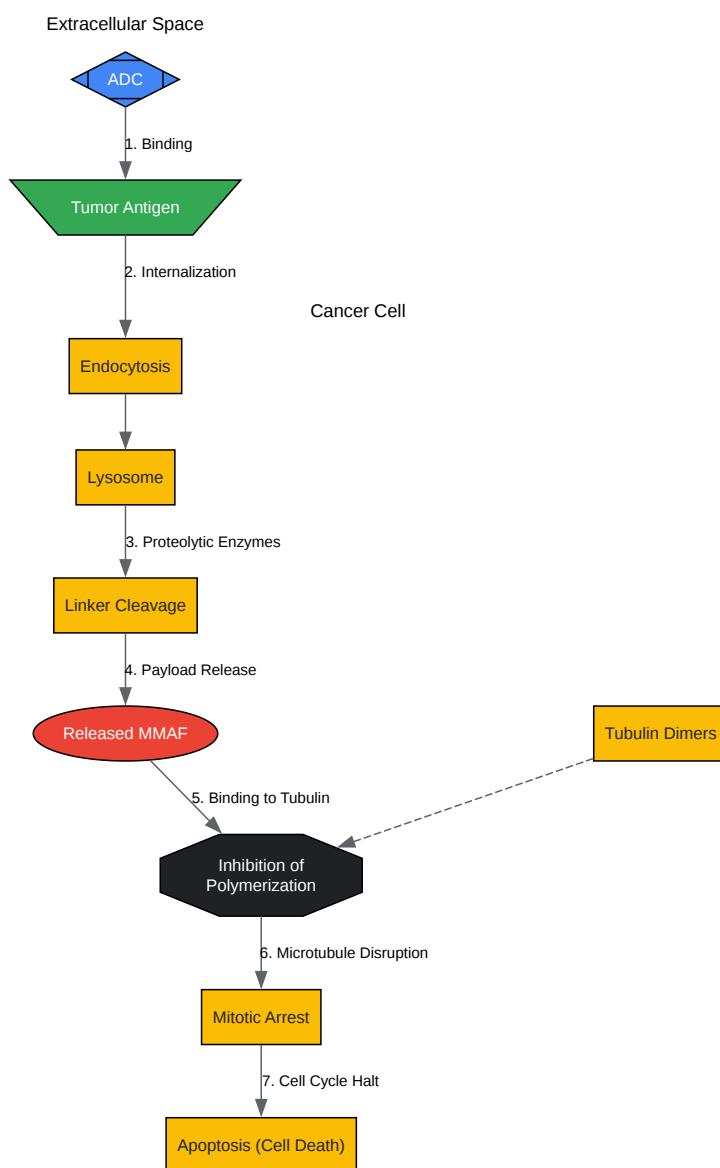 Extracellular Space
ADC
1. Binding
Tumor Antigen
2. Internalization
Cancer Cell
Endocytosis
Lysosome
3. Proteolytic Enzymes
Linker Cleavage
4. Payload Release
Released MMAF
Tubulin Dimers
5. Binding to Tubulin
Inhibition of
Polymerization
6. Microtubule Disruption
Mitotic Arrest
7. Cell Cycle Halt
Apoptosis (Cell Death)